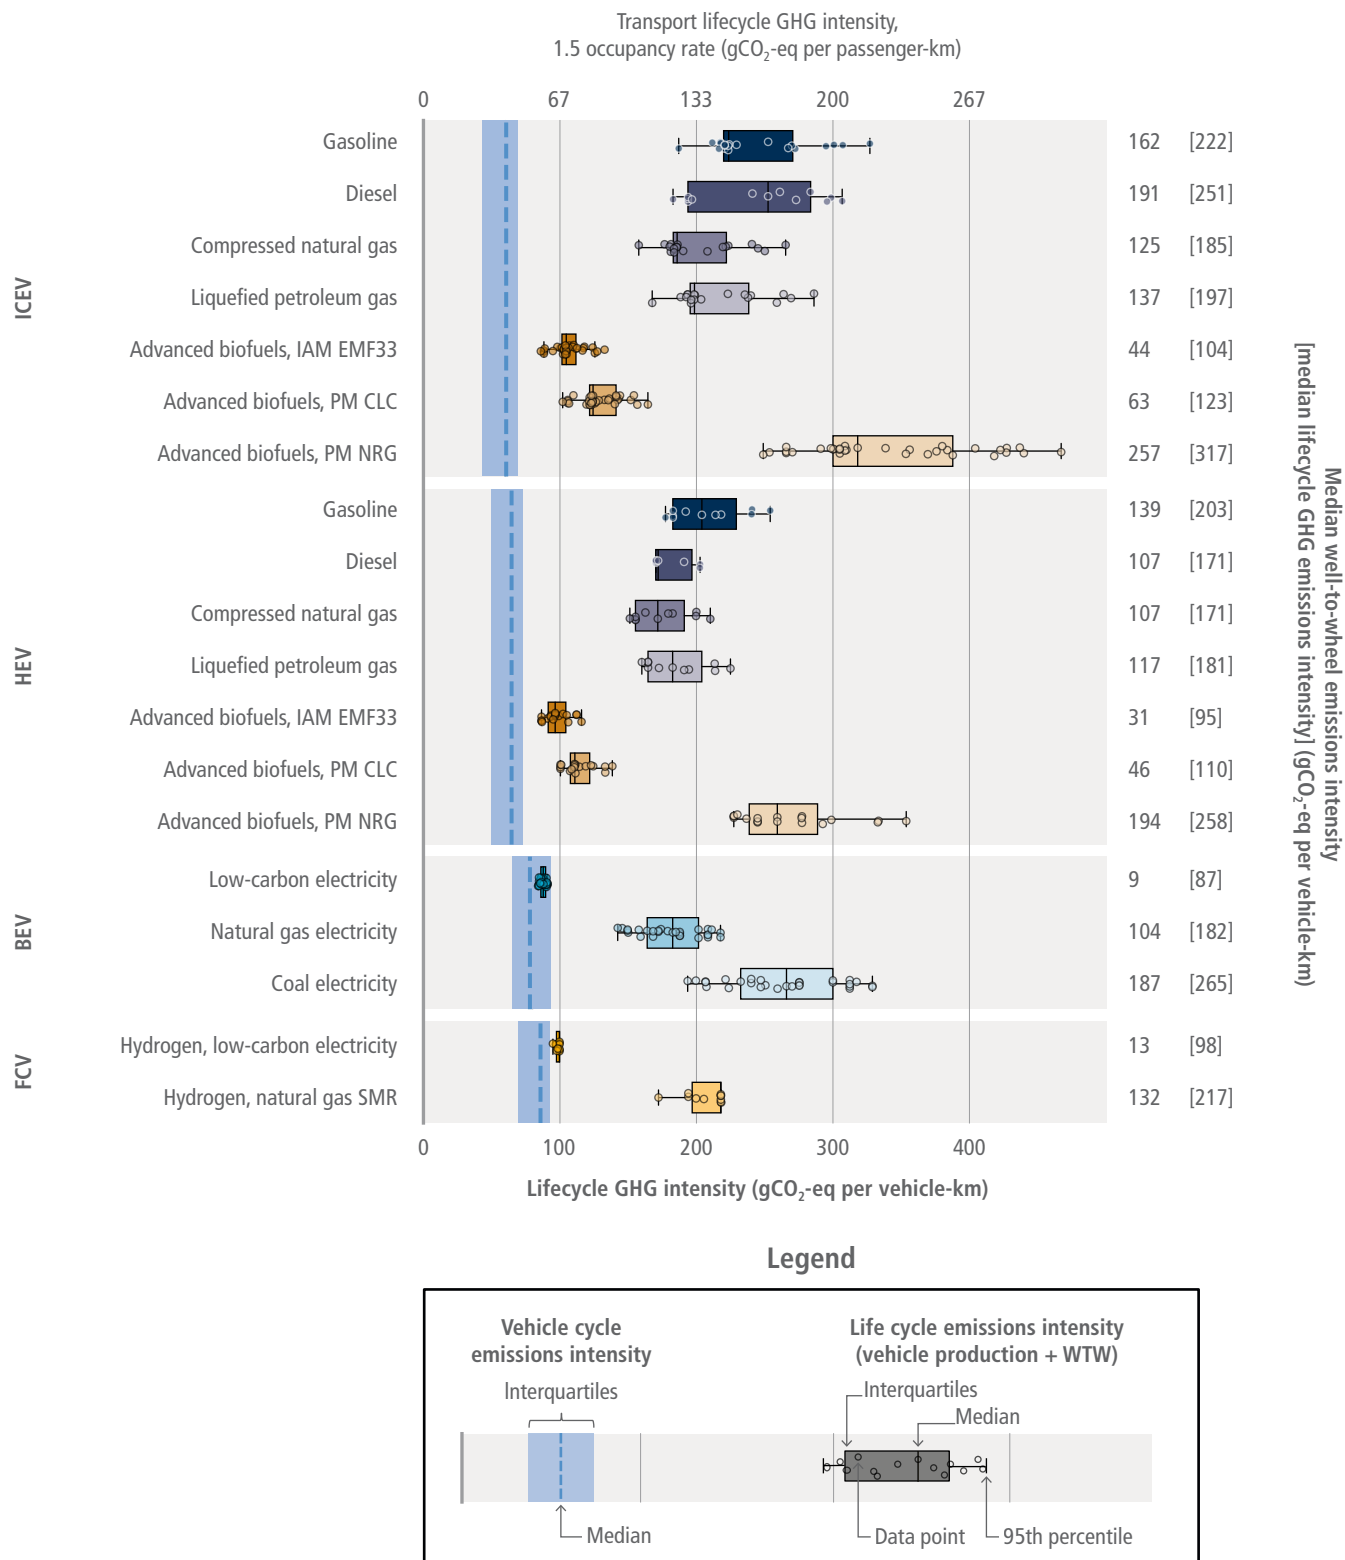 Transport lifecycle GHG intensity,
1.5 occupancy rate (gCO₂-eq per passenger-km)
0 67 133 200 267
ICEV
Gasoline 162 [222]
Diesel 191 [251]
Compressed natural gas 125 [185]
Liquefied petroleum gas 137 [197]
Advanced biofuels, IAM EMF33 44 [104]
Advanced biofuels, PM CLC 63 [123]
Advanced biofuels, PM NRG 257 [317]
HEV
Gasoline 139 [203]
Diesel 107 [171]
Compressed natural gas 107 [171]
Liquefied petroleum gas 117 [181]
Advanced biofuels, IAM EMF33 31 [95]
Advanced biofuels, PM CLC 46 [110]
Advanced biofuels, PM NRG 194 [258]
BEV
Low-carbon electricity 9 [87]
Natural gas electricity 104 [182]
Coal electricity 187 [265]
FCV
Hydrogen, low-carbon electricity 13 [98]
Hydrogen, natural gas SMR 132 [217]
Median well-to-wheel emissions intensity
[median lifecycle GHG emissions intensity] (gCO₂-eq per vehicle-km)
0 100 200 300 400
Lifecycle GHG intensity (gCO₂-eq per vehicle-km)
Legend
Vehicle cycle
emissions intensity
Interquartiles
Median
Life cycle emissions intensity
(vehicle production + WTW)
Interquartiles
Median
Data point
95th percentile